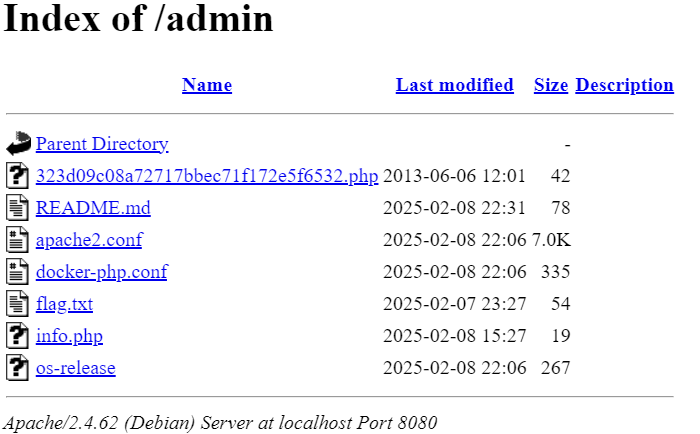 Index of /admin
Name Last modified Size Description
Parent Directory -
323d09c08a72717bbec71f172e5f6532.php 2013-06-06 12:01 42
README.md 2025-02-08 22:31 78
apache2.conf 2025-02-08 22:06 7.0K
docker-php.conf 2025-02-08 22:06 335
flag.txt 2025-02-07 23:27 54
info.php 2025-02-08 15:27 19
os-release 2025-02-08 22:06 267
Apache/2.4.62 (Debian) Server at localhost Port 8080